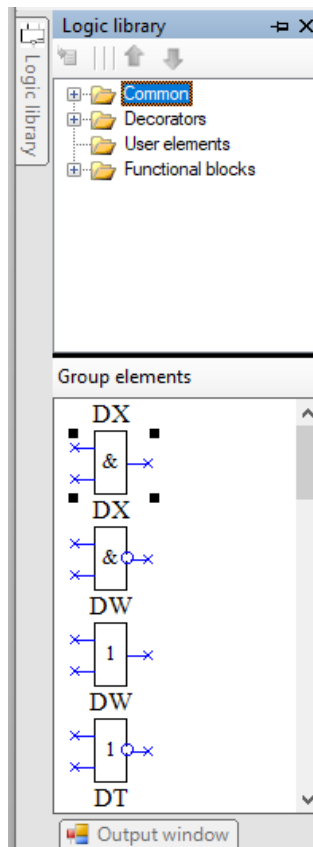 Logic library
Logic library
Common
Decorators
User elements
Functional blocks
Group elements
DX
&
DX
&
DW
1
DW
1
DT
Output window